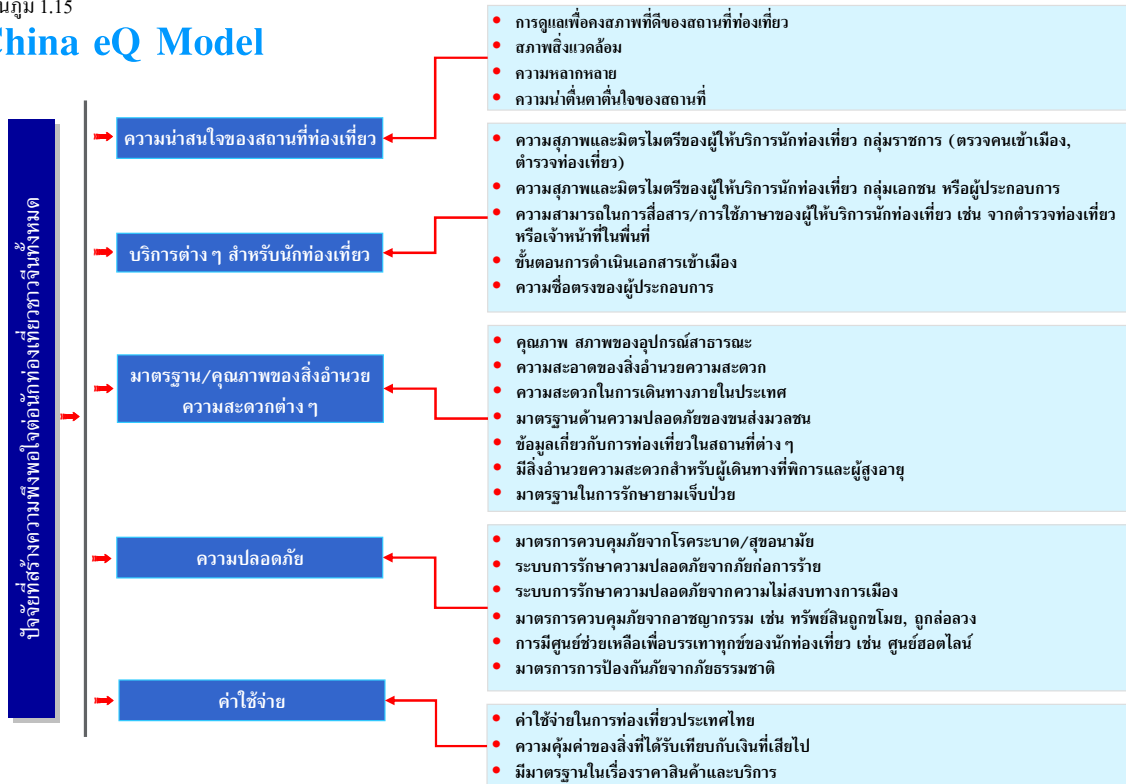 นภูมิ 1.15
China eQ Model
ปัจจัยที่สร้างความพึงพอใจต่อนักท่องเที่ยวชาวจีนทั้งหมด
ความน่าสนใจของสถานที่ท่องเที่ยว
• การดูแลเพื่อคงสภาพที่ดีของสถานที่ท่องเที่ยว
• สภาพสิ่งแวดล้อม
• ความหลากหลาย
• ความน่าตื่นตาตื่นใจของสถานที่
บริการต่าง ๆ สำหรับนักท่องเที่ยว
• ความสุภาพและมิตรไมตรีของผู้ให้บริการนักท่องเที่ยว กลุ่มราชการ (ตรวจคนเข้าเมือง,
ตำรวจท่องเที่ยว)
• ความสุภาพและมิตรไมตรีของผู้ให้บริการนักท่องเที่ยว กลุ่มเอกชน หรือผู้ประกอบการ
• ความสามารถในการสื่อสาร/การใช้ภาษาของผู้ให้บริการนักท่องเที่ยว เช่น จากตำรวจท่องเที่ยว
หรือเจ้าหน้าที่ในพื้นที่
• ขั้นตอนการดำเนินเอกสารเข้าเมือง
• ความซื่อตรงของผู้ประกอบการ
มาตรฐาน/คุณภาพของสิ่งอำนวย
ความสะดวกต่าง ๆ
• คุณภาพ สภาพของอุปกรณ์สาธารณะ
• ความสะอาดของสิ่งอำนวยความสะดวก
• ความสะดวกในการเดินทางภายในประเทศ
• มาตรฐานด้านความปลอดภัยของขนส่งมวลชน
• ข้อมูลเกี่ยวกับการท่องเที่ยวในสถานที่ต่าง ๆ
• มีสิ่งอำนวยความสะดวกสำหรับผู้เดินทางที่พิการและผู้สูงอายุ
• มาตรฐานในการรักษายามเจ็บป่วย
ความปลอดภัย
• มาตรการควบคุมภัยจากโรคระบาด/สุขอนามัย
• ระบบการรักษาความปลอดภัยจากภัยก่อการร้าย
• ระบบการรักษาความปลอดภัยจากความไม่สงบทางการเมือง
• มาตรการควบคุมภัยจากอาชญากรรม เช่น ทรัพย์สินถูกขโมย, ถูกล่อลวง
• การมีศูนย์ช่วยเหลือเพื่อบรรเทาทุกข์ของนักท่องเที่ยว เช่น ศูนย์ฮอตไลน์
• มาตรการการป้องกันภัยจากภัยธรรมชาติ
ค่าใช้จ่าย
• ค่าใช้จ่ายในการท่องเที่ยวประเทศไทย
• ความคุ้มค่าของสิ่งที่ได้รับเทียบกับเงินที่เสียไป
• มีมาตรฐานในเรื่องราคาสินค้าและบริการ